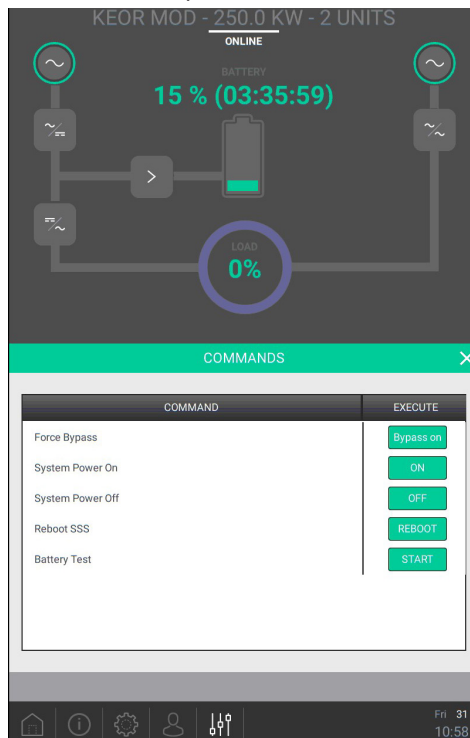 KEOR MOD - 250.0 KW - 2 UNITS
ONLINE
BATTERY
15 % (03:35:59)
LOAD
0%
COMMANDS
COMMAND EXECUTE
Force Bypass Bypass on
System Power On ON
System Power Off OFF
Reboot SSS REBOOT
Battery Test START
Fri 31
10:58